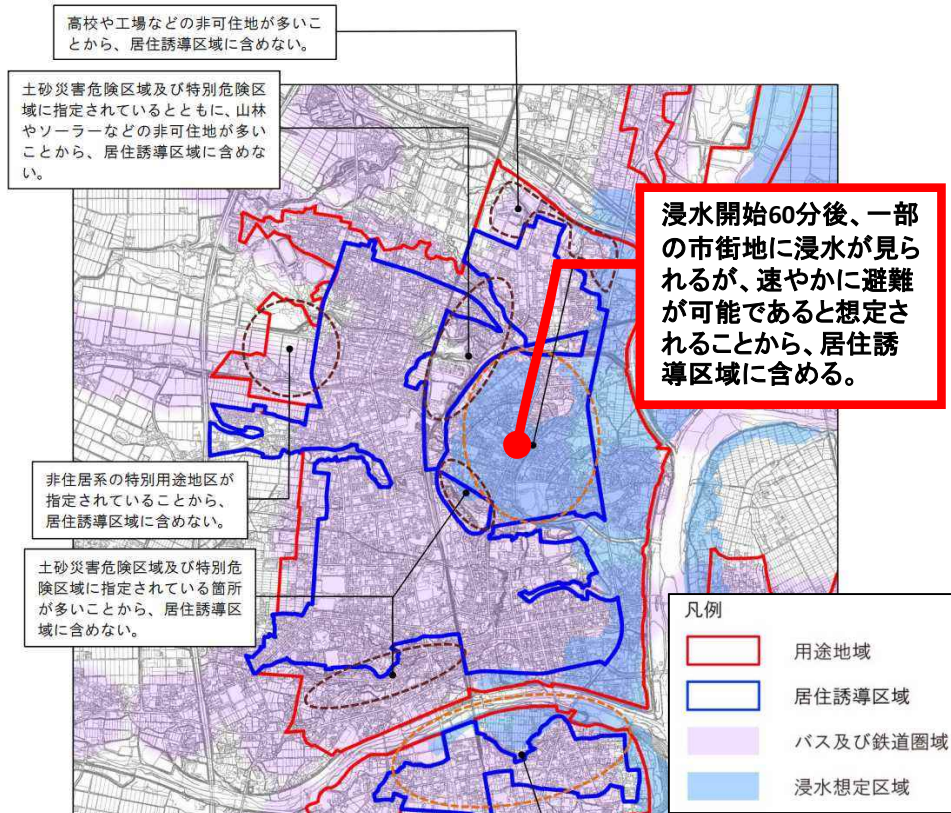 高校や工場などの非可住地が多いこ
とから、居住誘導区域に含めない。
土砂災害危険区域及び特別危険区
域に指定されているとともに、山林
やソーラーなどの非可住地が多い
ことから、居住誘導区域に含めな
い。
浸水開始60分後、一部
の市街地に浸水が見ら
れるが、速やかに避難
が可能であると想定さ
れることから、居住誘
導区域に含める。
非住居系の特別用途地区が
指定されていることから、
居住誘導区域に含めない。
土砂災害危険区域及び特別危
険区域に指定されている箇所
が多いことから、居住誘導区
域に含めない。
凡例
用途地域
居住誘導区域
バス及び鉄道圏域
浸水想定区域